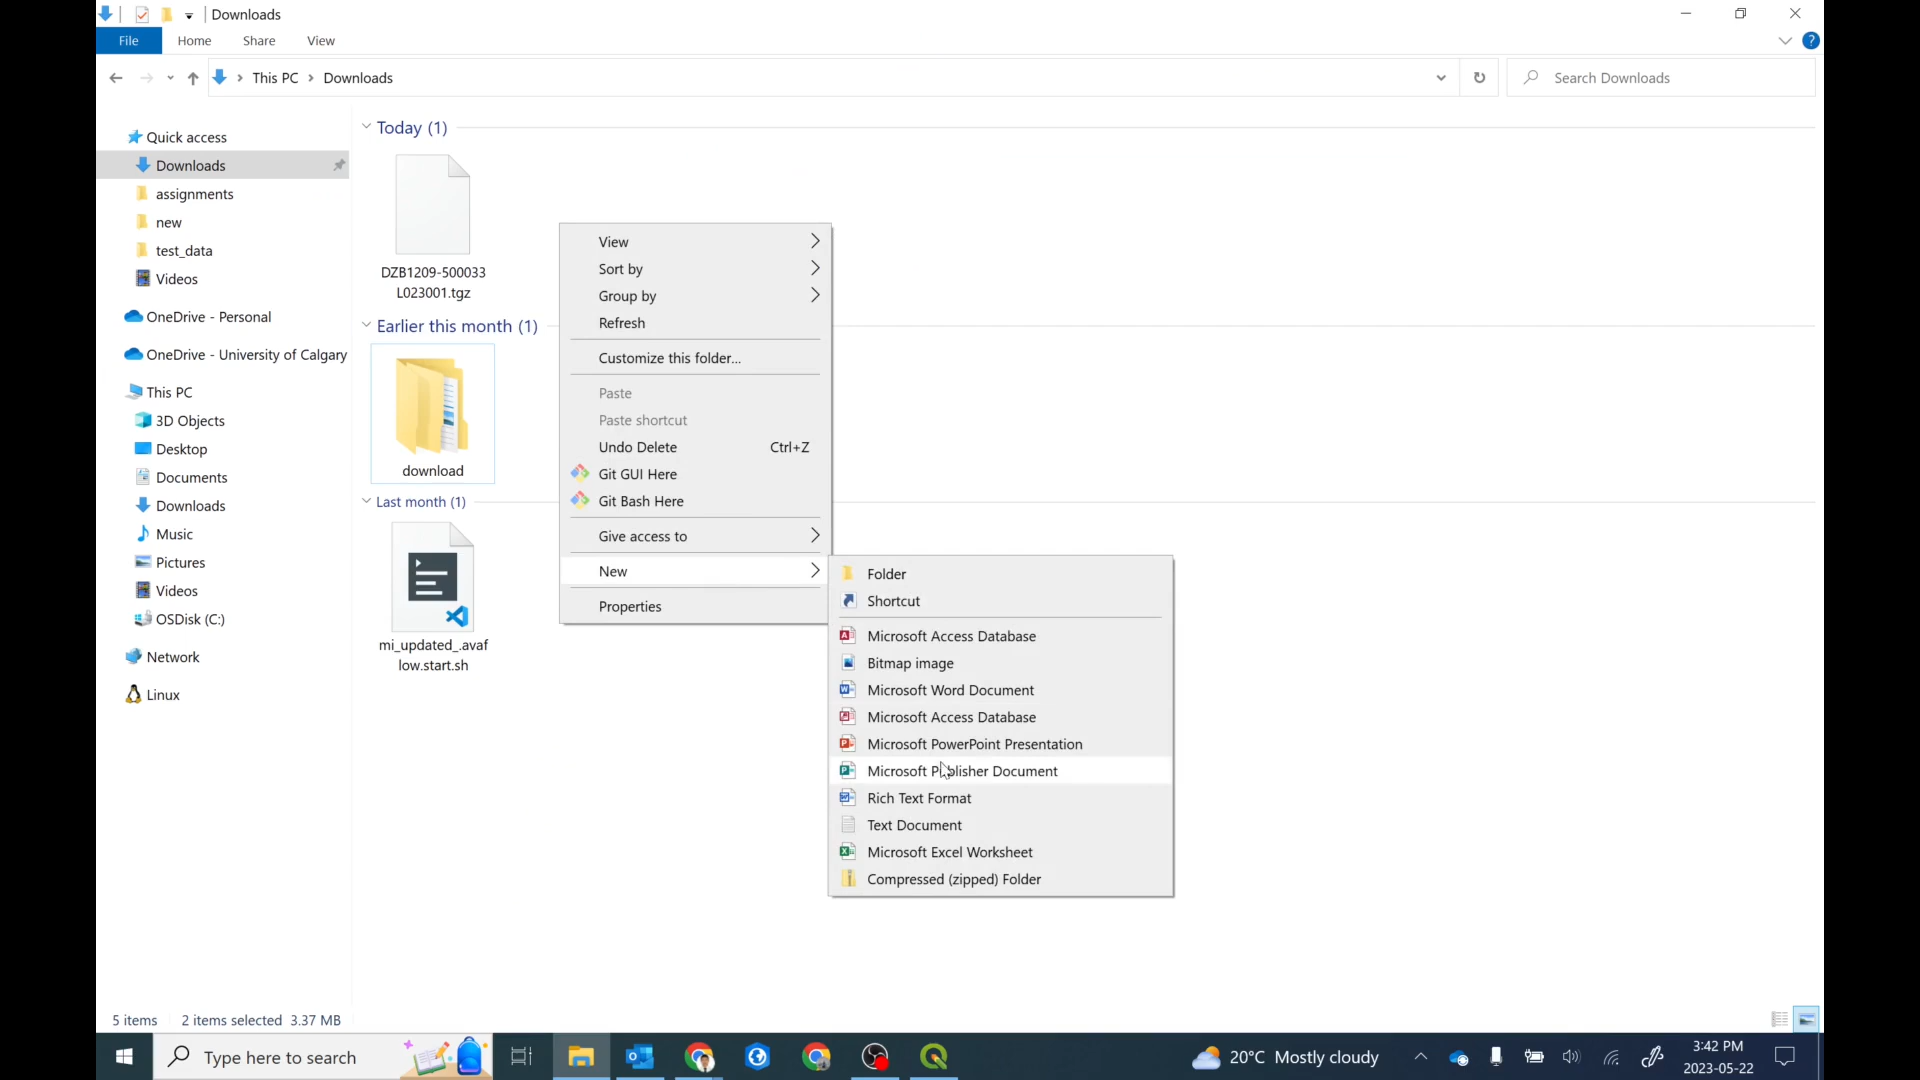 Downloads
File Home Share View
This PC Downloads
Search Downloads
Quick access
Downloads
assignments
new
test_data
Videos
OneDrive - Personal
OneDrive - University of Calgary
This PC
3D Objects
Desktop
Documents
Downloads
Music
Pictures
Videos
OSDisk (C:)
Network
Linux
Today (1)
DZB1209-500033
L023001.tgz
Earlier this month (1)
download
Last month (1)
mi_updated_.avaf
low.start.sh
View
Sort by
Group by
Refresh
Customize this folder...
Paste
Paste shortcut
Undo Delete Ctrl+Z
Git GUI Here
Git Bash Here
Give access to
New
Properties
Folder
Shortcut
Microsoft Access Database
Bitmap image
Microsoft Word Document
Microsoft Access Database
Microsoft PowerPoint Presentation
Microsoft Publisher Document
Rich Text Format
Text Document
Microsoft Excel Worksheet
Compressed (zipped) Folder
5 items 2 items selected 3.37 MB
Type here to search
20°C Mostly cloudy
3:42 PM
2023-05-22